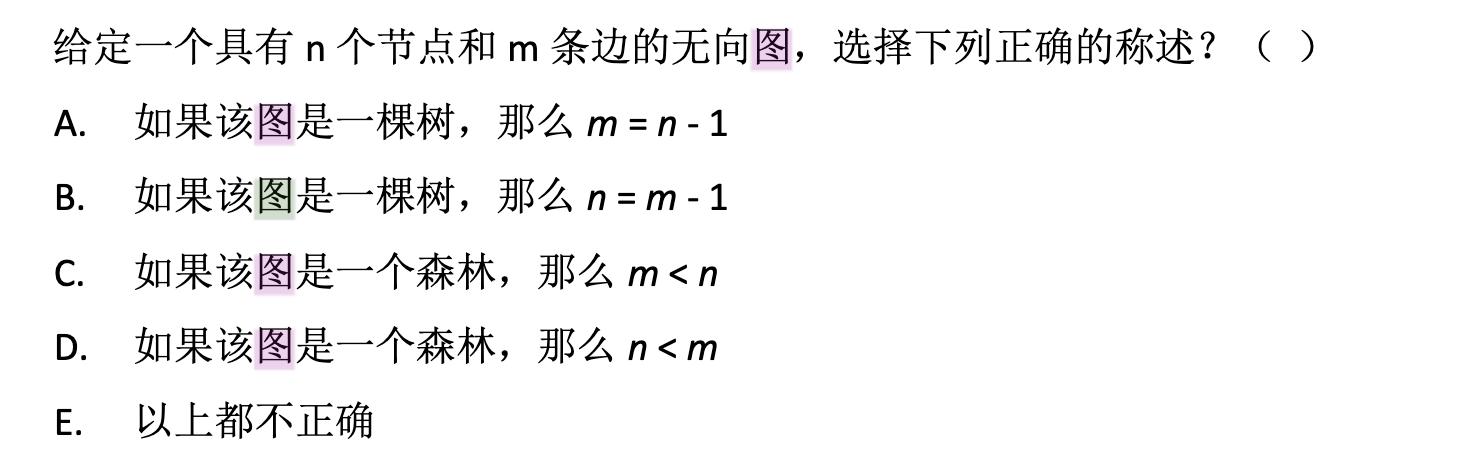 给定一个具有 n 个节点和 m 条边的无向图，选择下列正确的称述？（ ）
A. 如果该图是一棵树，那么 m = n - 1
B. 如果该图是一棵树，那么 n = m - 1
C. 如果该图是一个森林，那么 m < n
D. 如果该图是一个森林，那么 n < m
E. 以上都不正确